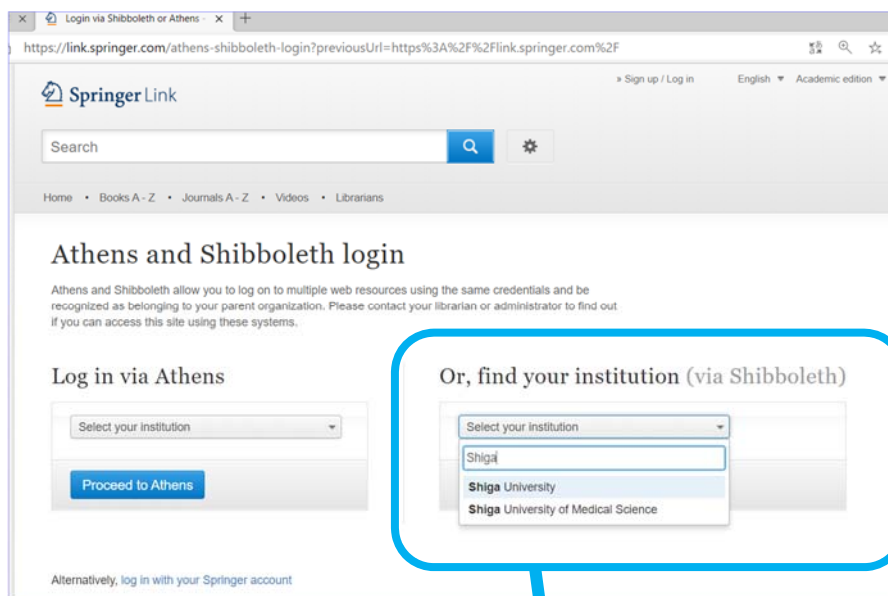 Login via Shibboleth or Athens -
https://link.springer.com/athens-shibboleth-login?previousUrl=https%3A%2F%2Flink.springer.com%2F
» Sign up / Log in English Academic edition
Springer Link
Search
Home • Books A - Z • Journals A - Z • Videos • Librarians
Athens and Shibboleth login
Athens and Shibboleth allow you to log on to multiple web resources using the same credentials and be
recognized as belonging to your parent organization. Please contact your librarian or administrator to find out
if you can access this site using these systems.
Log in via Athens
Select your institution
Proceed to Athens
Or, find your institution (via Shibboleth)
Select your institution
Shiga
Shiga University
Shiga University of Medical Science
Alternatively, log in with your Springer account